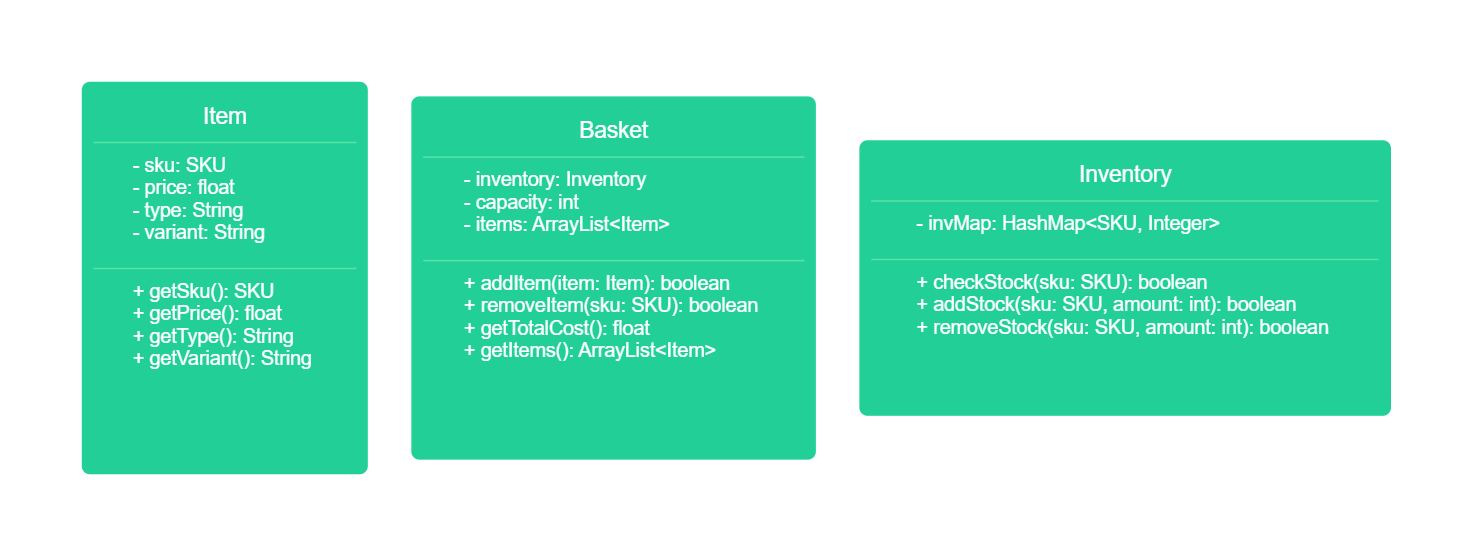 Item
- sku: SKU
- price: float
- type: String
- variant: String
+ getSku(): SKU
+ getPrice(): float
+ getType(): String
+ getVariant(): String
Basket
- inventory: Inventory
- capacity: int
- items: ArrayList<Item>
+ addItem(item: Item): boolean
+ removeItem(sku: SKU): boolean
+ getTotalCost(): float
+ getItems(): ArrayList<Item>
Inventory
- invMap: HashMap<SKU, Integer>
+ checkStock(sku: SKU): boolean
+ addStock(sku: SKU, amount: int): boolean
+ removeStock(sku: SKU, amount: int): boolean